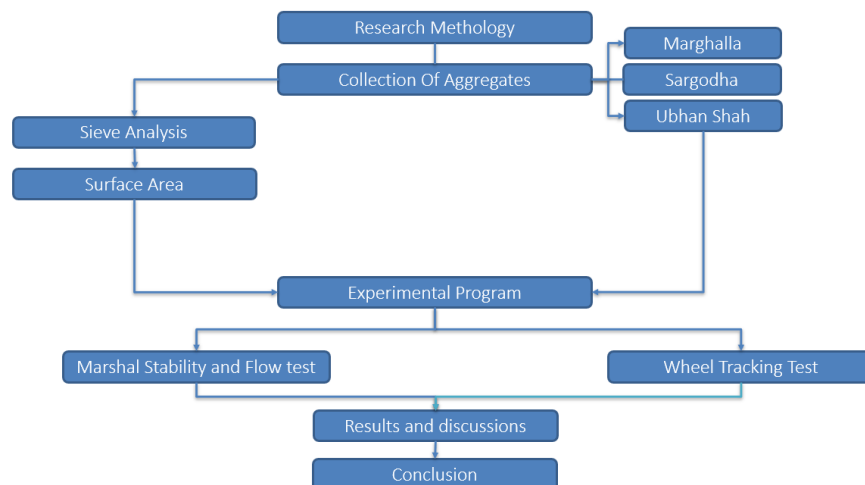 Research Methology
Collection Of Aggregates
Marghalla
Sargodha
Ubhan Shah
Sieve Analysis
Surface Area
Experimental Program
Marshal Stability and Flow test
Wheel Tracking Test
Results and discussions
Conclusion